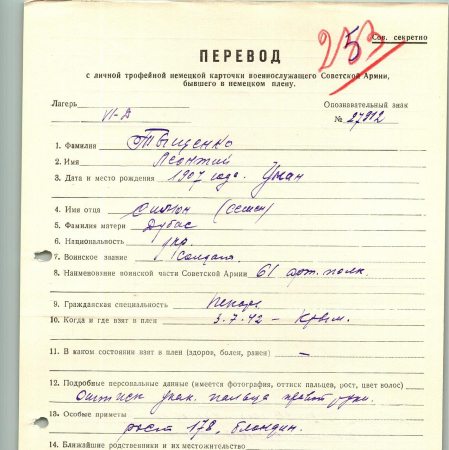 253
Сов. секретно
ПЕРЕВОД
с личной трофейной немецкой карточки военнослужащего Советской Армии,
бывшего в немецком плену.
Лагерь Опознавательный знак
VI-Д № 27912
1. Фамилия Тыщенко
2. Имя Леонтий
3. Дата и место рождения 1907 года. Уман
4. Имя отца Симон (Семен)
5. Фамилия матери Дубас
6. Национальность укр
7. Воинское звание Солдат
8. Наименование воинской части Советской Армии 61 арт. полк.
9. Гражданская специальность Пекарь
10. Когда и где взят в плен 3.7.42 – Крым.
11. В каком состоянии взят в плен (здоров, болен, ранен) —
12. Подробные персональные данные (имеется фотография, оттиск пальцев, рост, цвет волос)
Оттиск указ. пальца правой руки.
13. Особые приметы
рост 178, блондин.
14. Ближайшие родственники и их местожительство